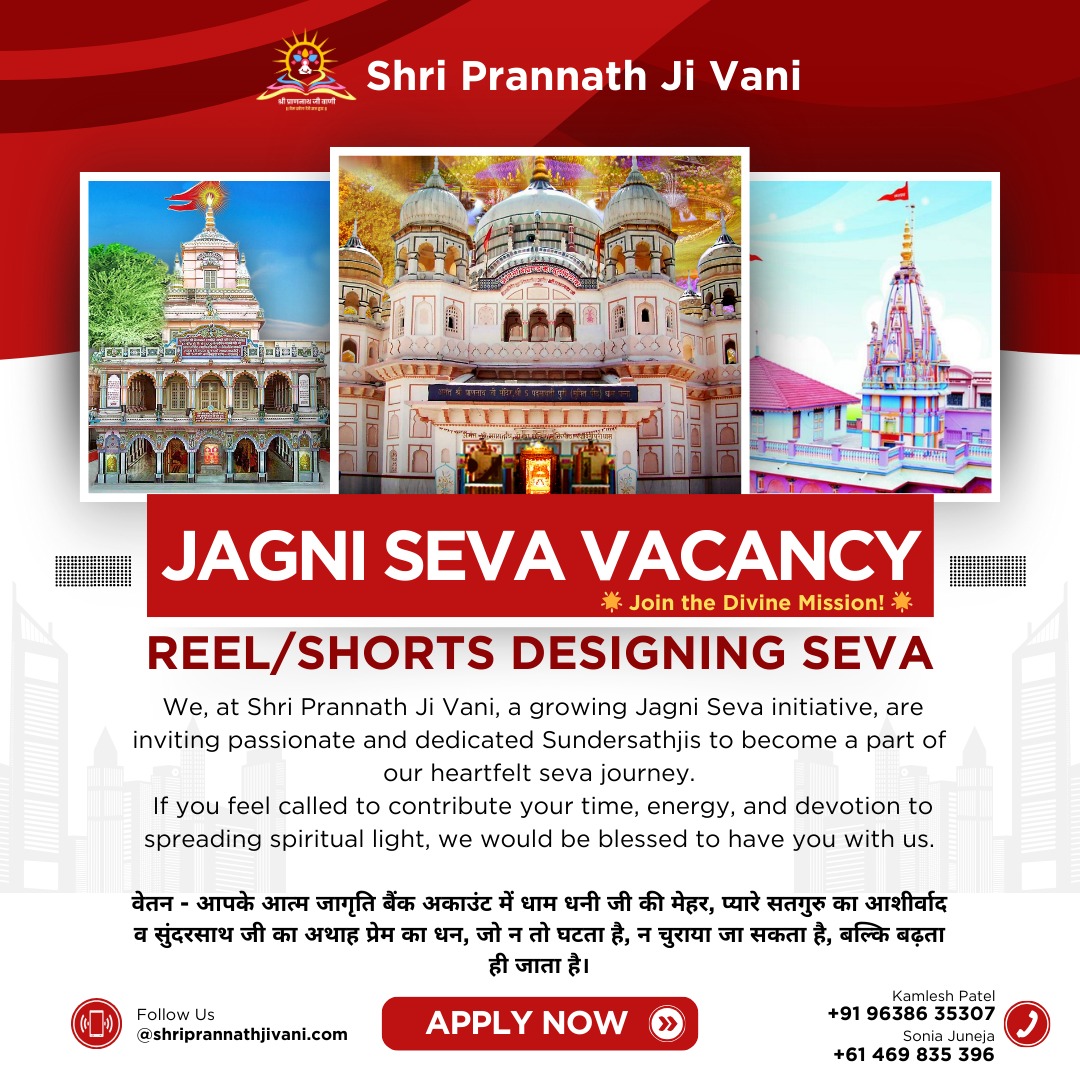 Shri Prannath Ji Vani
श्री प्राणनाथ जी वाणी
JAGNI SEVA VACANCY
🌟 Join the Divine Mission! 🌟
REEL/SHORTS DESIGNING SEVA
We, at Shri Prannath Ji Vani, a growing Jagni Seva initiative, are
inviting passionate and dedicated Sundersathjis to become a part of
our heartfelt seva journey.
If you feel called to contribute your time, energy, and devotion to
spreading spiritual light, we would be blessed to have you with us.
वेतन - आपके आत्म जागृति बैंक अकाउंट में धाम धनी जी की मेहर, प्यारे सतगुरु का आशीर्वाद
व सुंदरसाथ जी का अथाह प्रेम का धन, जो न तो घटता है, न चुराया जा सकता है, बल्कि बढ़ता
ही जाता है।
Follow Us
@shriprannathjivani.com
APPLY NOW
Kamlesh Patel
+91 96386 35307
Sonia Juneja
+61 469 835 396